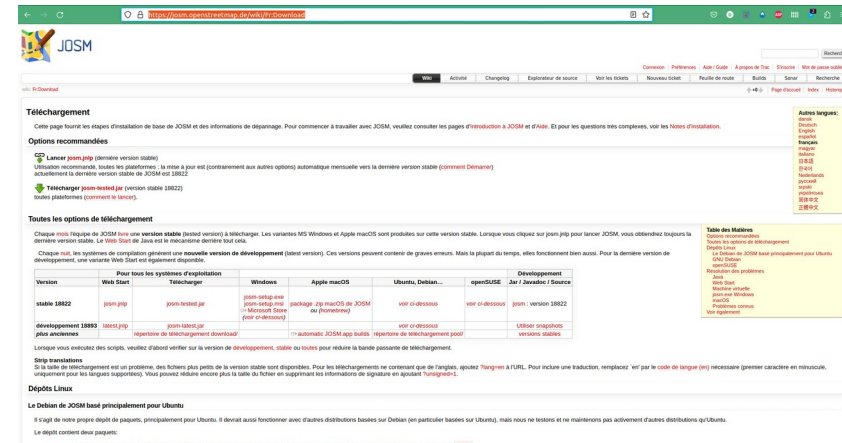 https://josm.openstreetmap.de/wiki/Fr:Download
JOSM
Recherche
Connexion | Préférences | Aide / Guide | À propos de Trac | S'inscrire | Mot de passe oublié
Wiki Activité Changelog Explorateur de source Voir les tickets Nouveau ticket Feuille de route Builds Sonar Recherche
wiki: Fr:Download
+0 Page d'accueil | Index
Téléchargement
Autres langues:
dansk
Deutsch
English
español
français
magyar
italiano
日本語
한국어
Nederlands
русский
srpski
українська
简体中文
正體中文
Cette page fournit les étapes d'installation de base de JOSM et des informations de dépannage. Pour commencer à travailler avec JOSM, veuillez consulter les pages d'Introduction à JOSM et d'Aide. Et pour les questions très complexes, voir les Notes d'Installation.
Options recommandées
Lancer josm.jnlp (dernière version stable)
Utilisation recommandé, toutes les plateformes : la mise à jour est (contrairement aux autres options) automatique mensuelle vers la dernière version stable (comment Démarrer)
actuellement la dernière version stable de JOSM est 18822
Télécharger josm-tested.jar (version stable 18822)
toutes plateformes (comment le lancer).
Toutes les options de téléchargement
Table des Matières
Options recommandées
Toutes les options de téléchargement
Dépôts Linux
Le Debian de JOSM basé principalement pour Ubuntu
GNU Debian
openSUSE
Résolution des problèmes
Java
Web Start
Machine virtuelle
josm.exe Windows
macOS
Problèmes connus
Voir également
Chaque mois l'équipe de JOSM livre une version stable (tested version) à télécharger. Les variantes MS Windows et Apple macOS sont produites sur cette version stable. Lorsque vous cliquez sur josm.jnlp pour lancer JOSM, vous obtiendrez toujours la
dernière version stable. Le Web Start de Java est le mécanisme derrière tout cela.
Chaque nuit, les systèmes de compilation génèrent une nouvelle version de développement (latest version). Ces versions peuvent contenir de graves erreurs. Mais la plupart du temps, elles fonctionnent bien aussi. Pour la dernière version de
développement, une variante Web Start est également disponible.
Pour tous les systèmes d'exploitation Développement
Version Web Start Télécharger Windows Apple macOS Ubuntu, Debian... openSUSE Jar / Javadoc / Source
stable 18822 josm.jnlp josm-tested.jar josm-setup.exe josm-setup.msi Microsoft Store (voir ci-dessous) package .zip macOS de JOSM ou (homebrew) voir ci-dessous voir ci-dessous josm : version 18822
développement 18893 latest.jnlp josm-latest.jar Utiliser snapshots
plus anciennes répertoire de téléchargement download/ automatic JOSM.app builds répertoire de téléchargement pool/ versions stables
Lorsque vous exécutez des scripts, veuillez d'abord vérifier sur la version de développement, stable ou toutes pour réduire la bande passante de téléchargement.
Strip translations
Si la taille de téléchargement est un problème, des fichiers plus petits de la version stable sont disponibles. Pour les téléchargements ne contenant que de l'anglais, ajoutez ?lang=en à l'URL. Pour inclure une traduction, remplacez `en' par le code de langue (en) nécessaire (premier caractère en minuscule,
uniquement pour les langues supportées). Vous pouvez réduire encore plus la taille du fichier en supprimant les informations de signature en ajoutant ?unsigned=1.
Dépôts Linux
Le Debian de JOSM basé principalement pour Ubuntu
Il s'agit de notre propre dépôt de paquets, principalement pour Ubuntu. Il devrait aussi fonctionner avec d'autres distributions basées sur Debian (en particulier basées sur Ubuntu), mais nous ne testons et ne maintenons pas activement d'autres distributions qu'Ubuntu.
Le dépôt contient deux paquets: